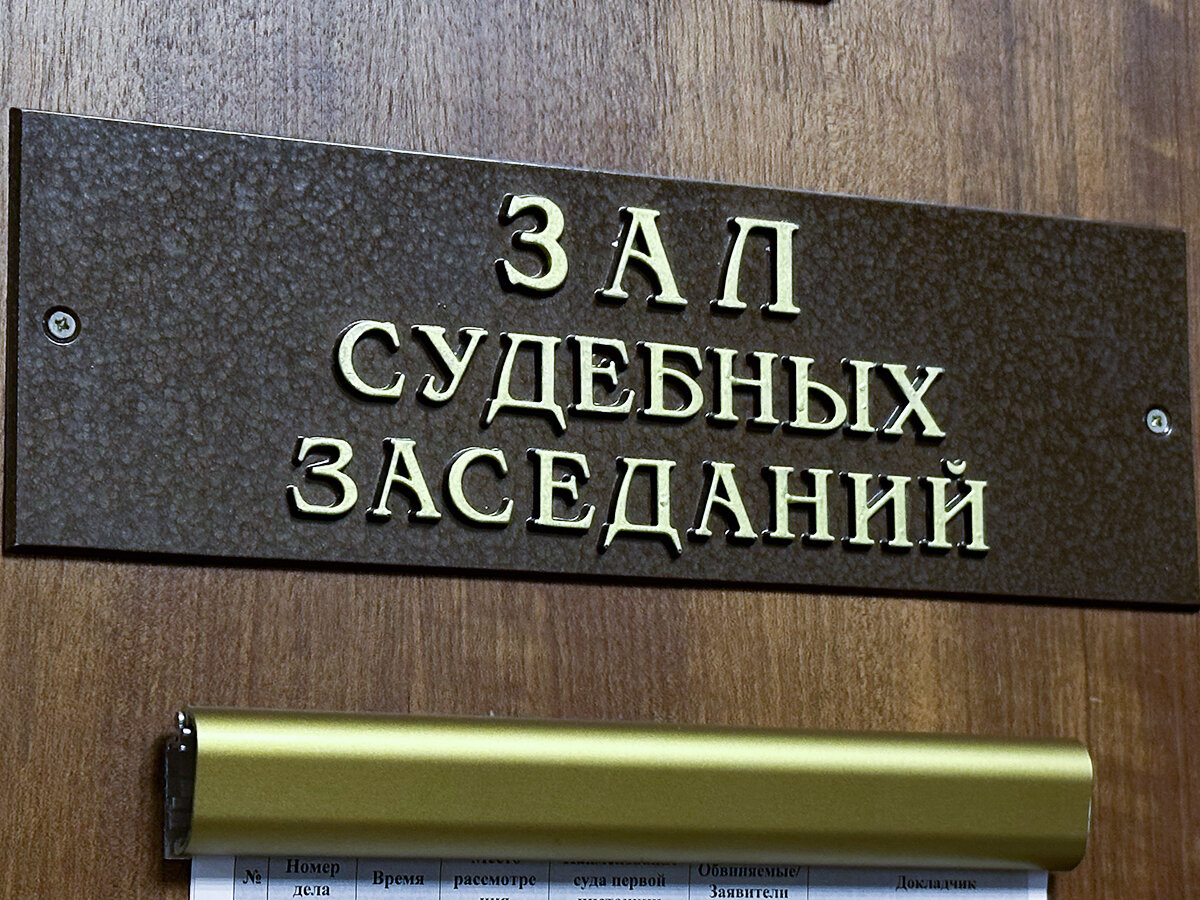 ЗАЛ
СУДЕБНЫХ
ЗАСЕДАНИЙ
№ Номер дела Время рассмотре суда первой Обвиняемые/ Заявители Докладчик